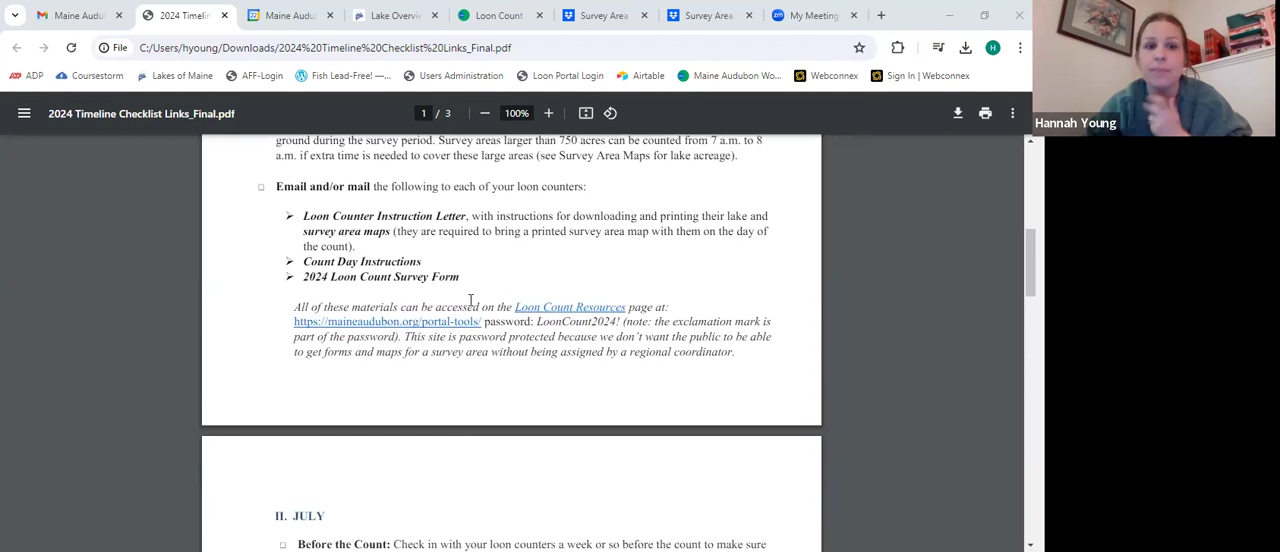 Maine Audu
2024 Timelin
Maine Audu
Lake Overvi
Loon Count
Survey Area
Survey Area
My Meeting
File
C:/Users/hyoung/Downloads/2024%20Timeline%20Checklist%20Links_Final.pdf
H
ADP
Coursestorm
Lakes of Maine
AFF-Login
Fish Lead-Free! —...
Users Administration
Loon Portal Login
Airtable
Maine Audubon Wo...
Webconnex
Sign In | Webconnex
2024 Timeline Checklist Links_Final.pdf
1 / 3
100%
Hannah Young
ground during the survey period. Survey areas larger than 750 acres can be counted from 7 a.m. to 8
a.m. if extra time is needed to cover these large areas (see Survey Area Maps for lake acreage).
Email and/or mail the following to each of your loon counters:
Loon Counter Instruction Letter, with instructions for downloading and printing their lake and
survey area maps (they are required to bring a printed survey area map with them on the day of
the count).
Count Day Instructions
2024 Loon Count Survey Form
All of these materials can be accessed on the Loon Count Resources page at:
https://maineaudubon.org/portal-tools/ password: LoonCount2024! (note: the exclamation mark is
part of the password). This site is password protected because we don't want the public to be able
to get forms and maps for a survey area without being assigned by a regional coordinator.
II. JULY
Before the Count: Check in with your loon counters a week or so before the count to make sure